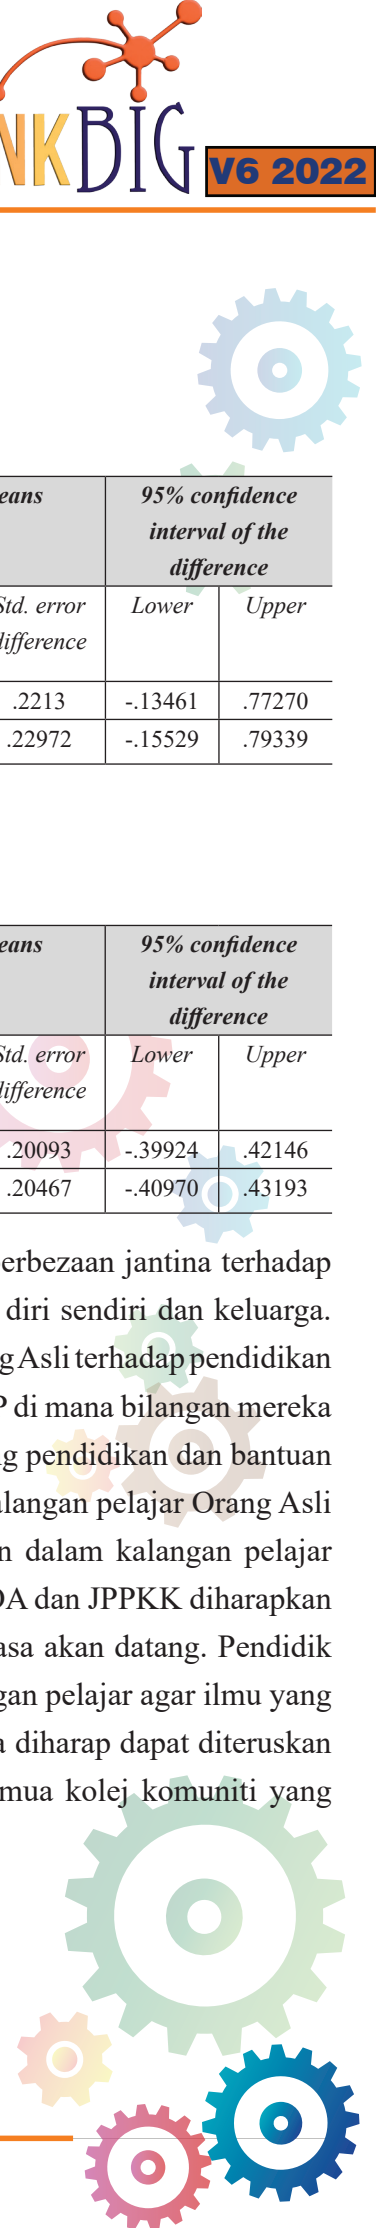 NKBIG
V6 2022
eans 95% confidence
interval of the
difference
Std. error Lower Upper
difference
.2213 -.13461 .77270
.22972 -.15529 .79339
eans 95% confidence
interval of the
difference
Std. error Lower Upper
difference
.20093 -.39924 .42146
.20467 -.40970 .43193
erbezaan jantina terhadap
diri sendiri dan keluarga.
g Asli terhadap pendidikan
P di mana bilangan mereka
ng pendidikan dan bantuan
alangan pelajar Orang Asli
n dalam kalangan pelajar
DA dan JPPKK diharapkan
asa akan datang. Pendidik
gan pelajar agar ilmu yang
a diharap dapat diteruskan
mua kolej komuniti yang